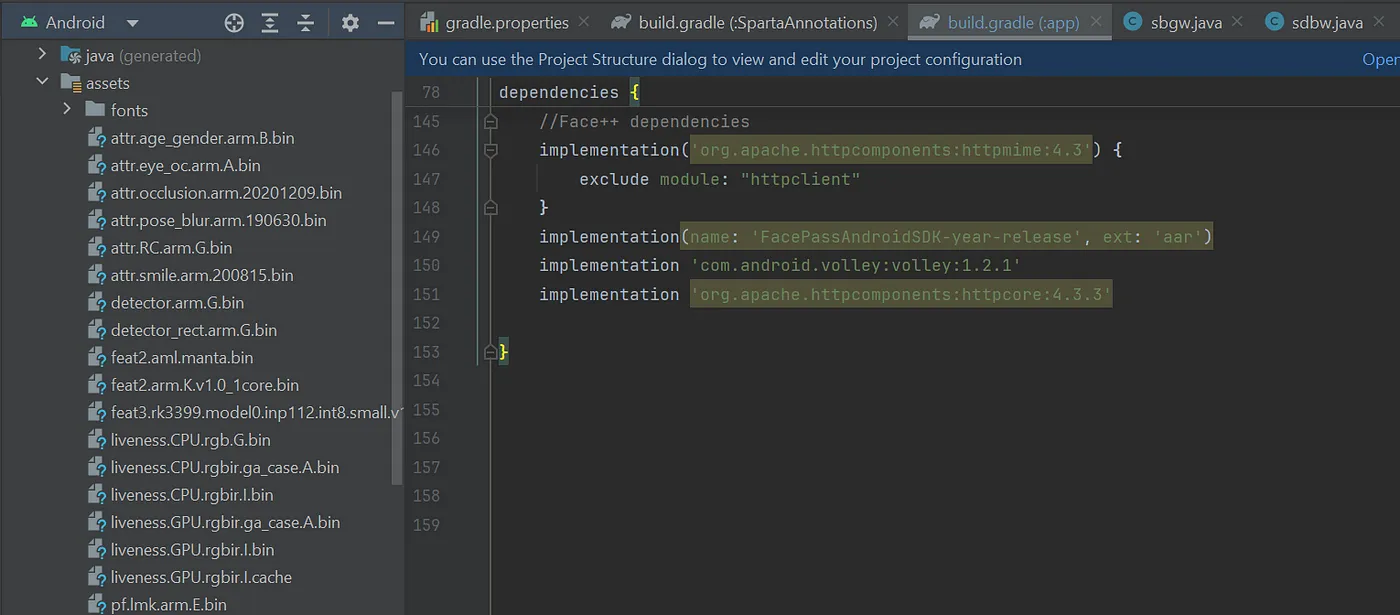 Android
gradle.properties
build.gradle (:SpartaAnnotations)
build.gradle (:app)
sbgw.java
sdbw.java
java (generated)
assets
fonts
attr.age_gender.arm.B.bin
attr.eye_oc.arm.A.bin
attr.occlusion.arm.20201209.bin
attr.pose_blur.arm.190630.bin
attr.RC.arm.G.bin
attr.smile.arm.200815.bin
detector.arm.G.bin
detector_rect.arm.G.bin
feat2.aml.manta.bin
feat2.arm.K.v1.0_1core.bin
feat3.rk3399.model0.inp112.int8.small.v1
liveness.CPU.rgb.G.bin
liveness.CPU.rgbir.ga_case.A.bin
liveness.CPU.rgbir.I.bin
liveness.GPU.rgbir.ga_case.A.bin
liveness.GPU.rgbir.I.bin
liveness.GPU.rgbir.I.cache
pf.lmk.arm.E.bin
You can use the Project Structure dialog to view and edit your project configuration
Open
78 dependencies {
145 //Face++ dependencies
146 implementation('org.apache.httpcomponents:httpmime:4.3') {
147 exclude module: "httpclient"
148 }
149 implementation(name: 'FacePassAndroidSDK-year-release', ext: 'aar')
150 implementation 'com.android.volley:volley:1.2.1'
151 implementation 'org.apache.httpcomponents:httpcore:4.3.3'
152
153 }
154
155
156
157
158
159